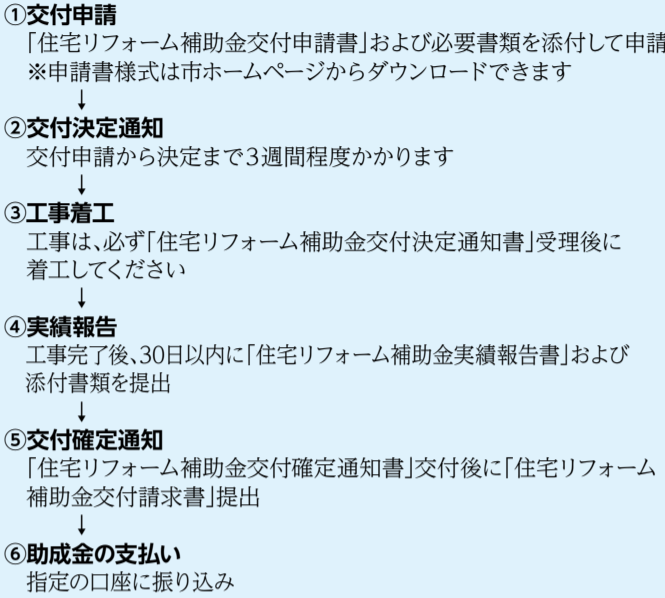 ①交付申請
「住宅リフォーム補助金交付申請書」および必要書類を添付して申請
※申請書様式は市ホームページからダウンロードできます
↓
②交付決定通知
交付申請から決定まで3週間程度かかります
↓
③工事着工
工事は、必ず「住宅リフォーム補助金交付決定通知書」受理後に
着工してください
↓
④実績報告
工事完了後、30日以内に「住宅リフォーム補助金実績報告書」および
添付書類を提出
↓
⑤交付確定通知
「住宅リフォーム補助金交付確定通知書」交付後に「住宅リフォーム
補助金交付請求書」提出
↓
⑥助成金の支払い
指定の口座に振り込み